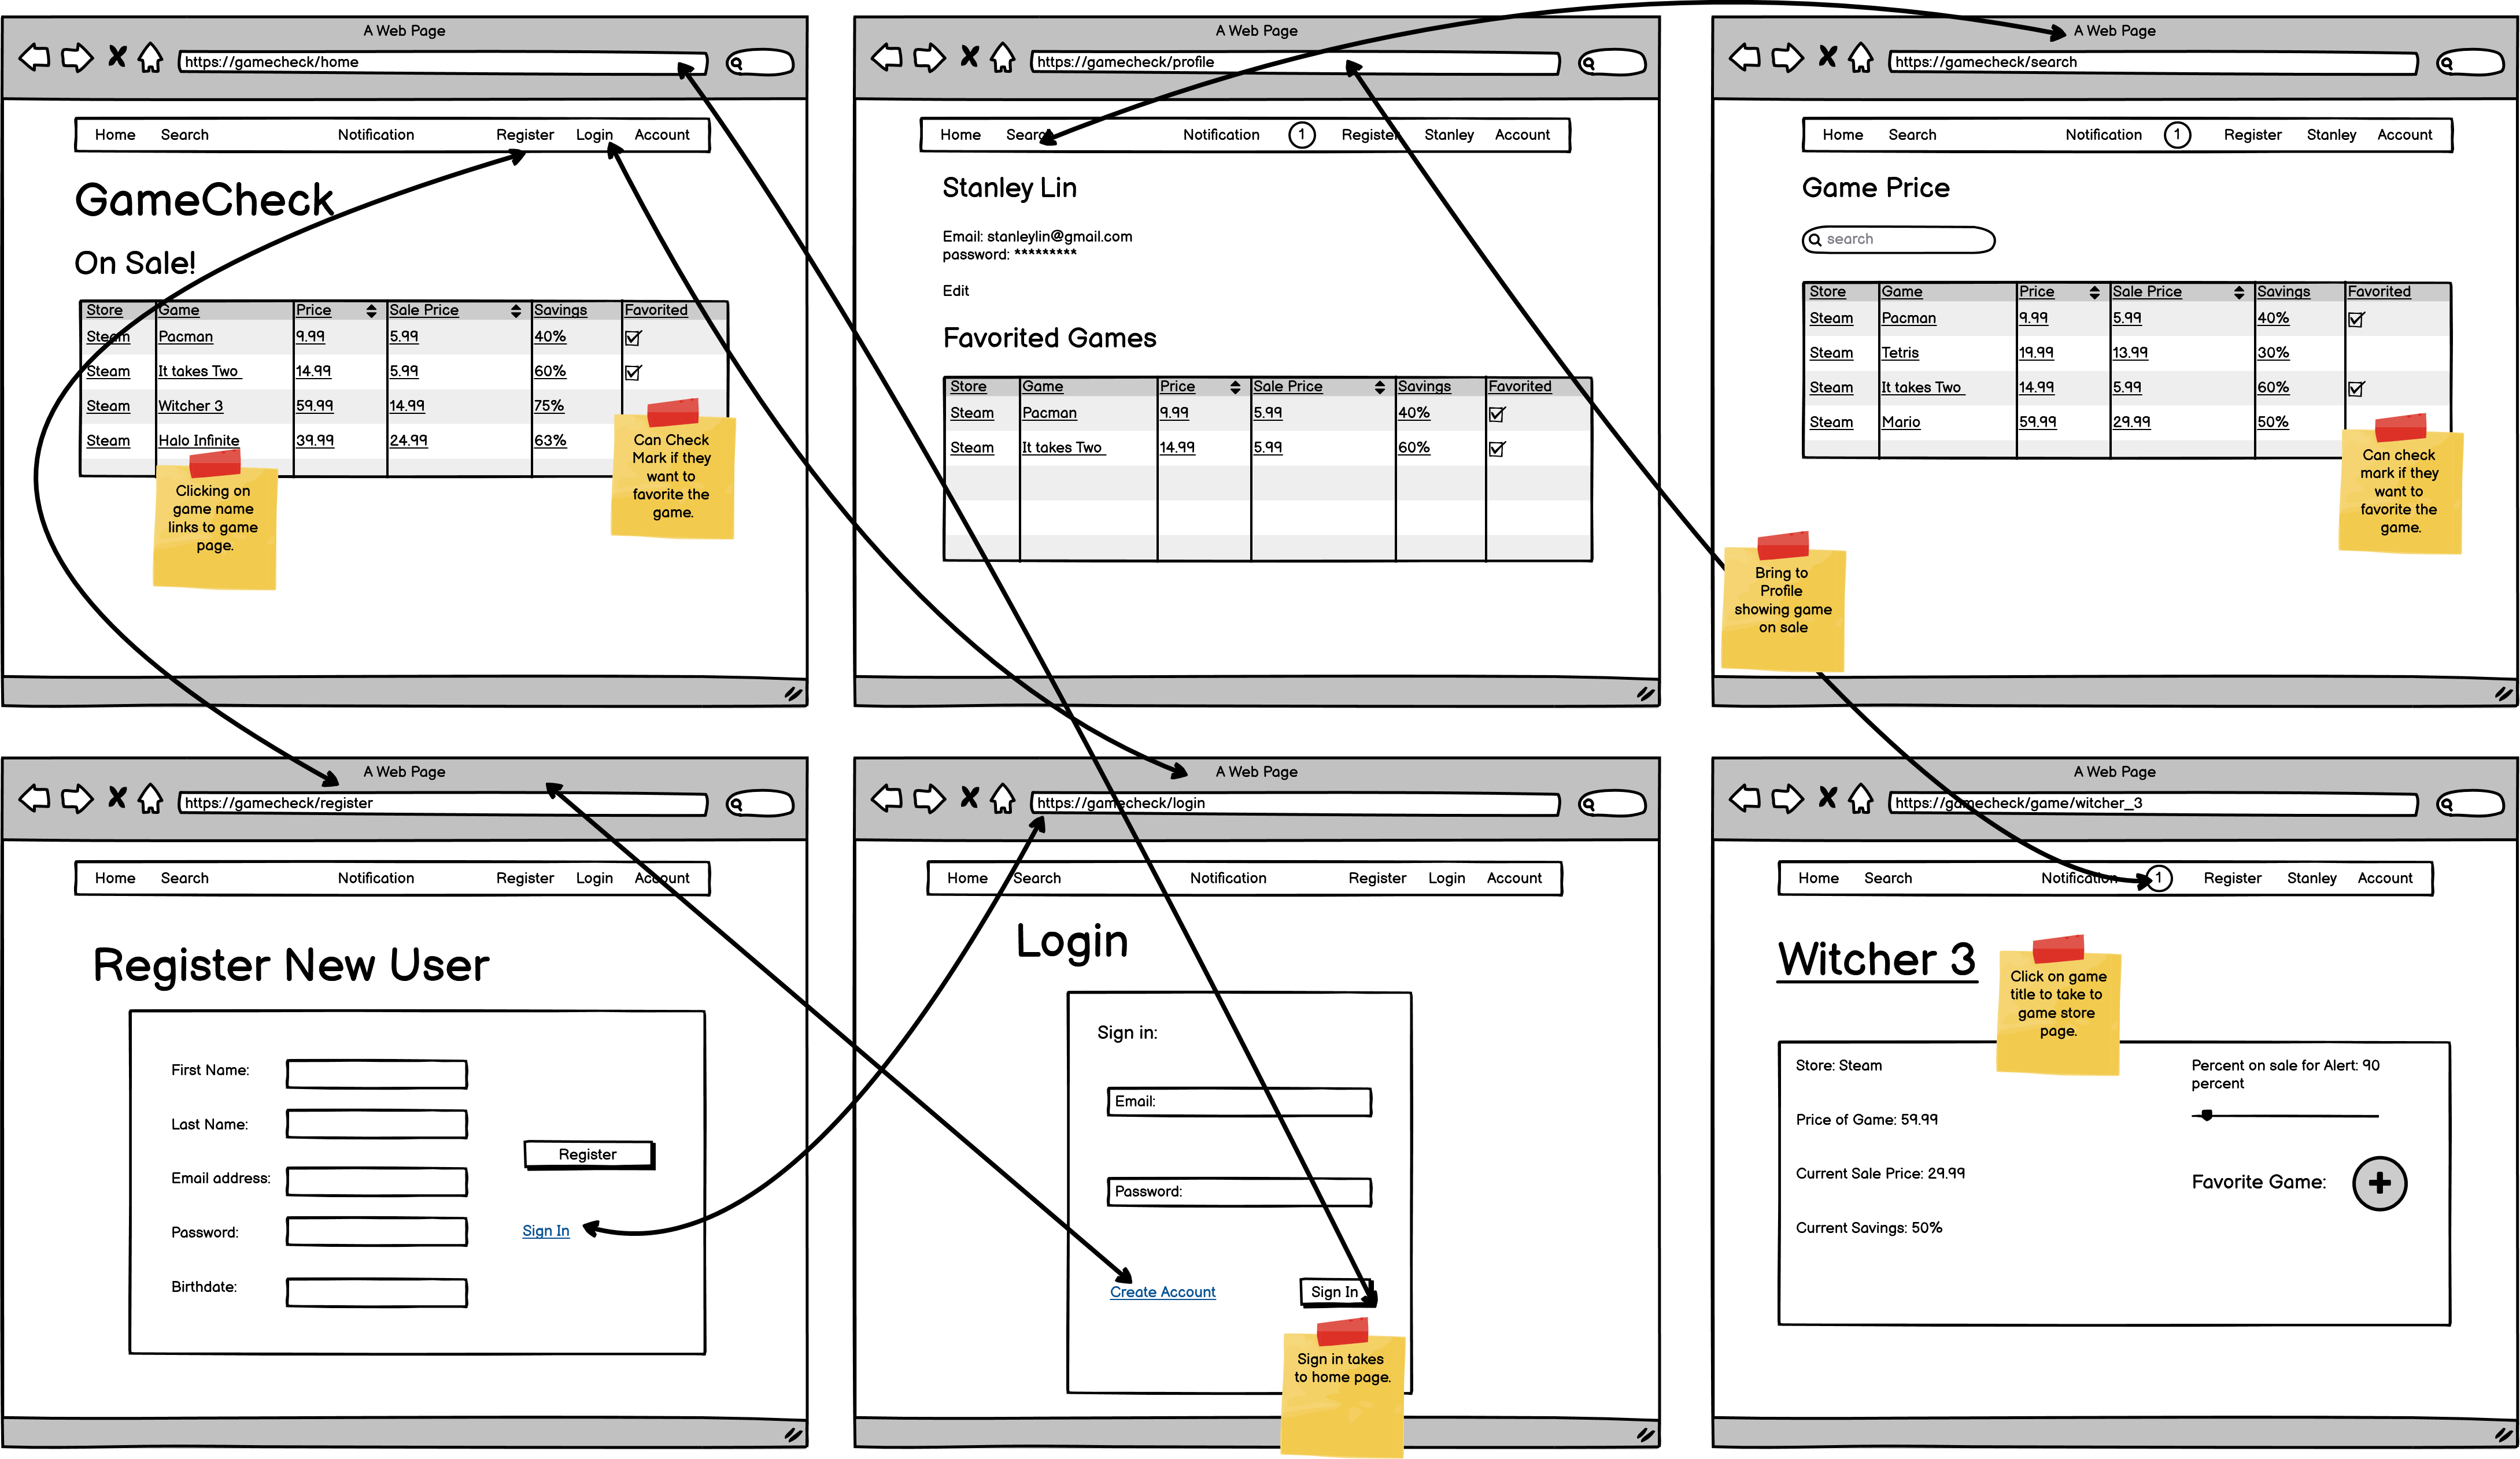 A Web Page
https://gamecheck/home
Home Search Notification Register Login Account
GameCheck
On Sale!
Store Game Price Sale Price Savings Favorited
Steam Pacman 9.99 5.99 40%
Steam It takes Two 14.99 5.99 60%
Steam Witcher 3 59.99 14.99 75%
Steam Halo Infinite 39.99 24.99 63%
Clicking on
game name
links to game
page.
Can Check
Mark if they
want to
favorite the
game.
A Web Page
https://gamecheck/profile
Home Search Notification 1 Register Stanley Account
Stanley Lin
Email: stanleylin@gmail.com
password: *********
Edit
Favorited Games
Store Game Price Sale Price Savings Favorited
Steam Pacman 9.99 5.99 40%
Steam It takes Two 14.99 5.99 60%
A Web Page
https://gamecheck/search
Home Search Notification 1 Register Stanley Account
Game Price
search
Store Game Price Sale Price Savings Favorited
Steam Pacman 9.99 5.99 40%
Steam Tetris 19.99 13.99 30%
Steam It takes Two 14.99 5.99 60%
Steam Mario 59.99 29.99 50%
Can check
mark if they
want to
favorite the
game.
Bring to
Profile
showing game
on sale
A Web Page
https://gamecheck/register
Home Search Notification Register Login Account
Register New User
First Name:
Last Name:
Email address:
Password:
Birthdate:
Register
Sign In
A Web Page
https://gamecheck/login
Home Search Notification Register Login Account
Login
Sign in:
Email:
Password:
Create Account
Sign In
Sign in takes
to home page.
A Web Page
https://gamecheck/game/witcher_3
Home Search Notification 1 Register Stanley Account
Witcher 3
Click on game
title to take to
game store
page.
Store: Steam
Price of Game: 59.99
Current Sale Price: 29.99
Current Savings: 50%
Percent on sale for Alert: 90
percent
Favorite Game: